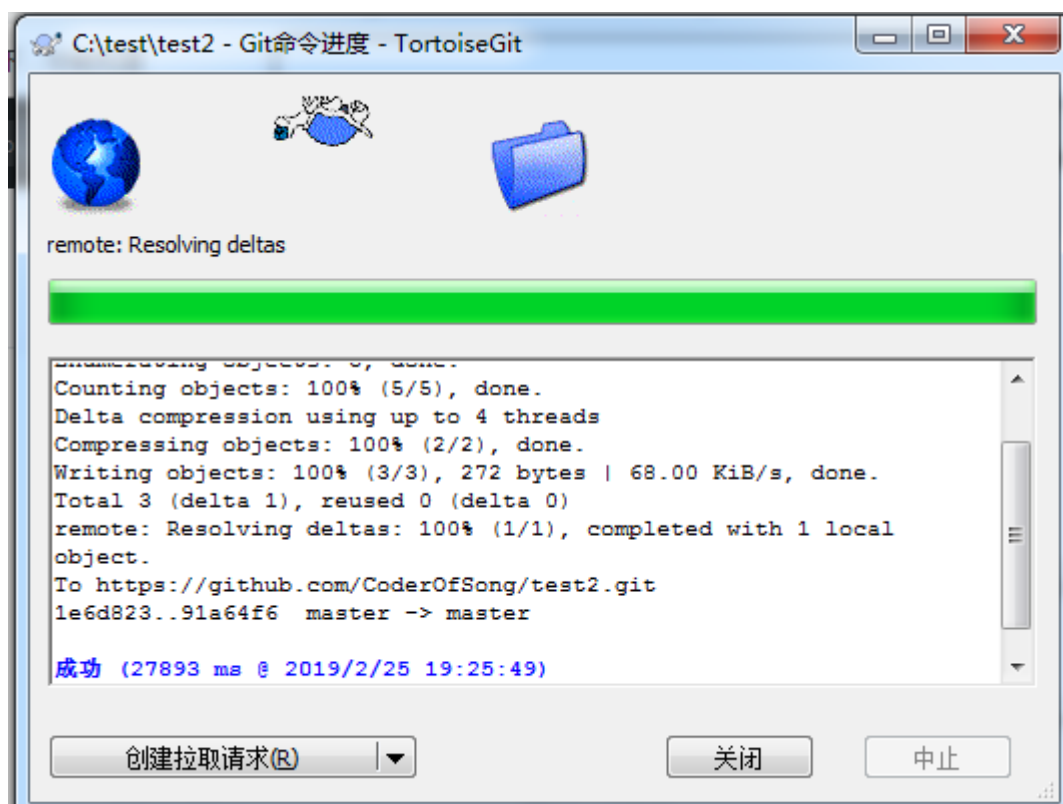 C:\test\test2 - Git命令进度 - TortoiseGit
remote: Resolving deltas
Enumerating objects: , done.
Counting objects: 100% (5/5), done.
Delta compression using up to 4 threads
Compressing objects: 100% (2/2), done.
Writing objects: 100% (3/3), 272 bytes | 68.00 KiB/s, done.
Total 3 (delta 1), reused 0 (delta 0)
remote: Resolving deltas: 100% (1/1), completed with 1 local
object.
To https://github.com/CoderOfSong/test2.git
1e6d823..91a64f6  master -> master
成功 (27893 ms @ 2019/2/25 19:25:49)
创建拉取请求(R)
关闭
中止